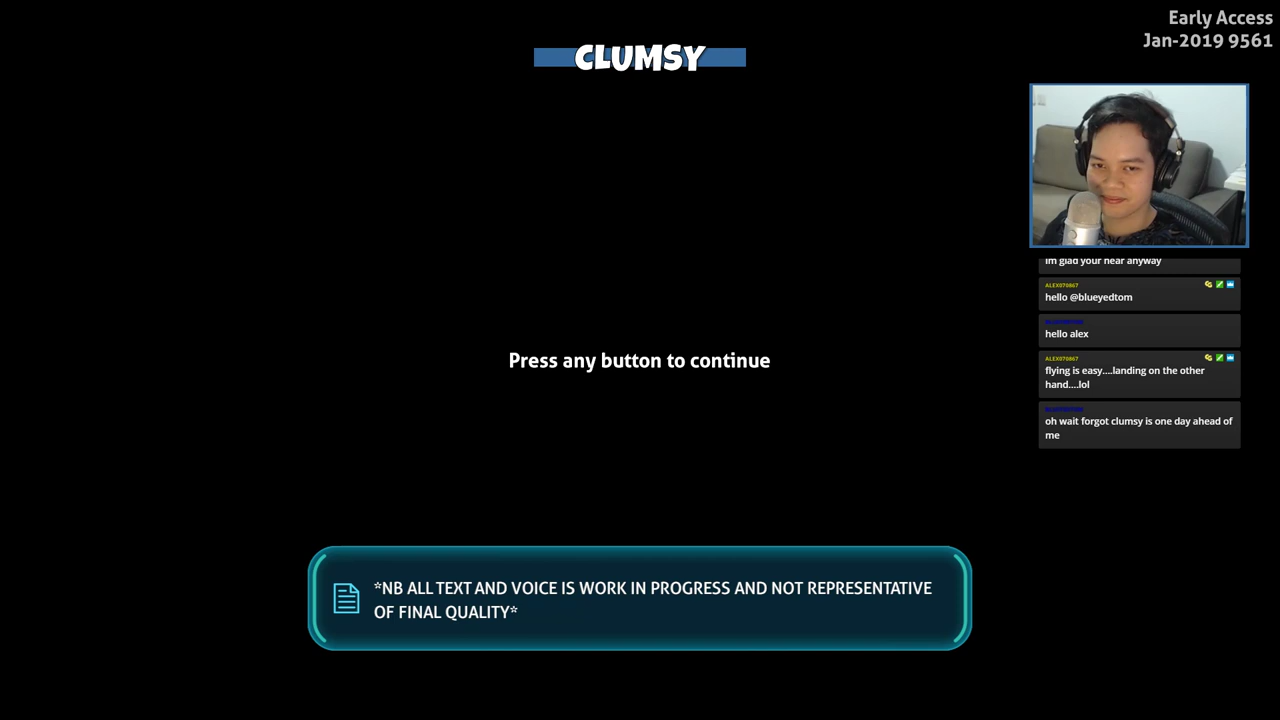 Early Access
Jan-2019 9561
CLUMSY
im glad your hear anyway
ALEX070867
hello @blueyedtom
hello alex
ALEX070867
flying is easy....landing on the other
hand....lol
oh wait forgot clumsy is one day ahead of
me
Press any button to continue
*NB ALL TEXT AND VOICE IS WORK IN PROGRESS AND NOT REPRESENTATIVE
OF FINAL QUALITY*